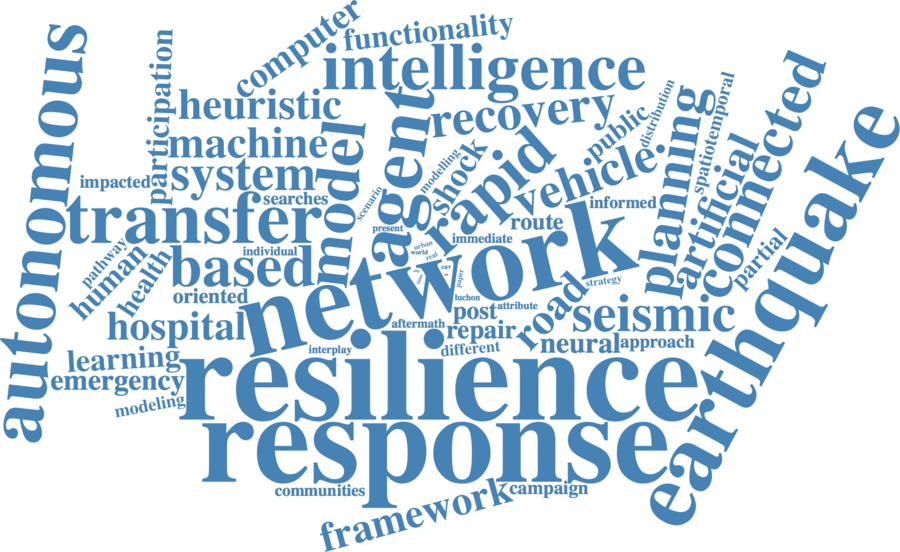 computer
functionality
autonomous
participation
intelligence
heuristic
agent
recovery
machine
model
modelling
shock
rapid
public
distribution
spatiotemporal
planning
connected
earthquake
impacted
system
searches
scenario
vehicle
artificial
informed
transfer
present
route
immediate
urban
world
real
individual
pathway
human
health
based
oriented
network
paper
luchon
strategy
partial
attribute
post
road
seismic
hospital
aftermath
repair
neural
approach
interplay
different
learning
emergency
resilience
modeling
response
communities
campaign
framework